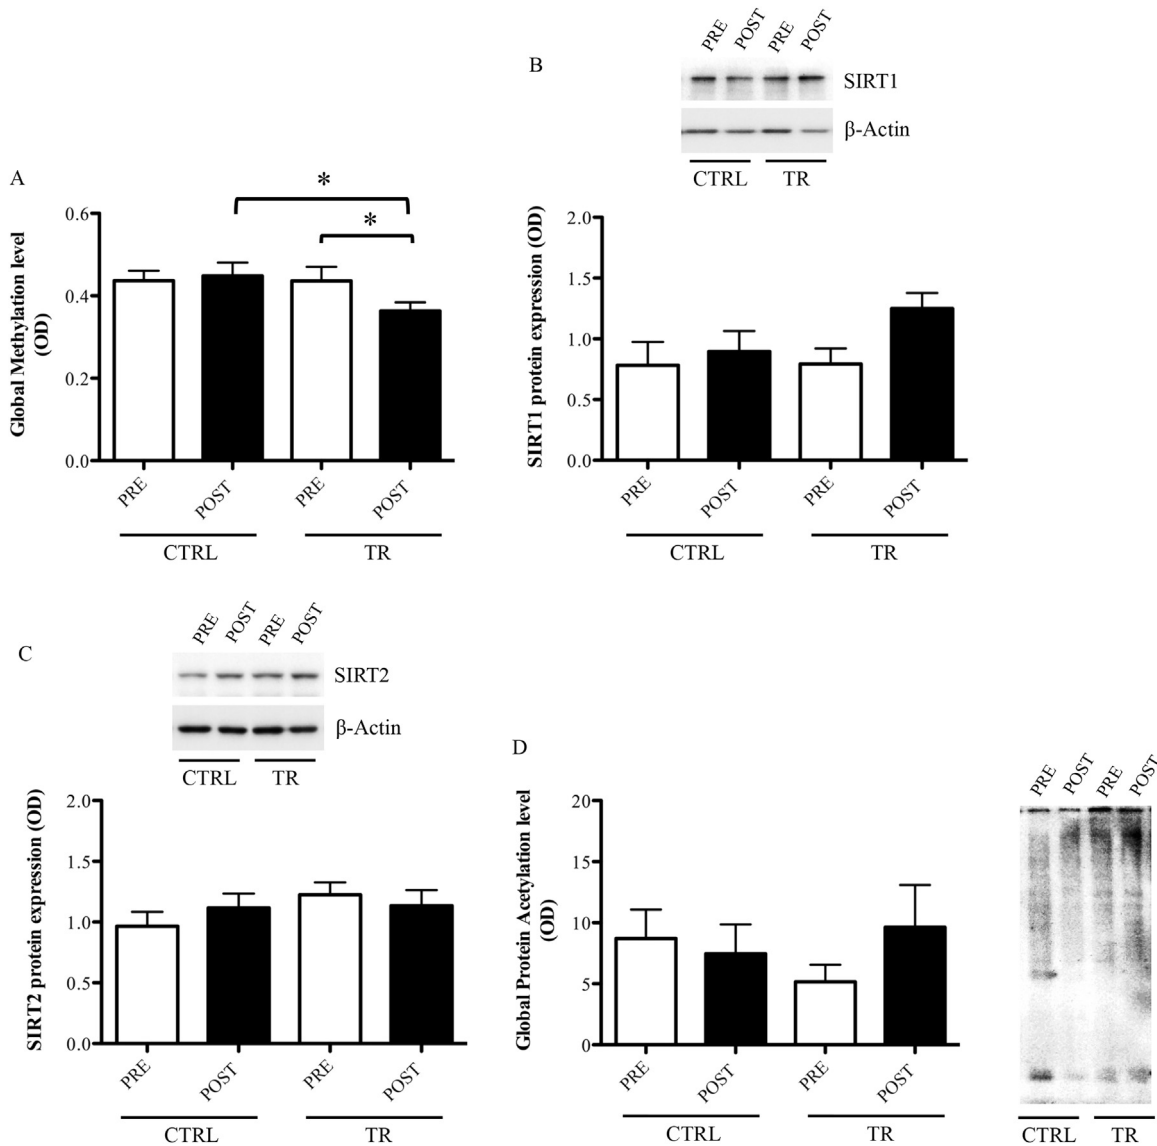 A
Global Methylation level
(OD)
0.6
0.4
0.2
0.0
*
*
PRE
POST
PRE
POST
CTRL
TR
B
PRE
POST
PRE
POST
SIRT1
β-Actin
CTRL
TR
SIRT1 protein expression (OD)
2.0
1.5
1.0
0.5
0.0
PRE
POST
PRE
POST
CTRL
TR
C
PRE
POST
PRE
POST
SIRT2
β-Actin
CTRL
TR
SIRT2 protein expression (OD)
2.0
1.5
1.0
0.5
0.0
PRE
POST
PRE
POST
CTRL
TR
D
Global Protein Acetylation level
(OD)
20
15
10
5
0
PRE
POST
PRE
POST
CTRL
TR
PRE
POST
PRE
POST
CTRL
TR